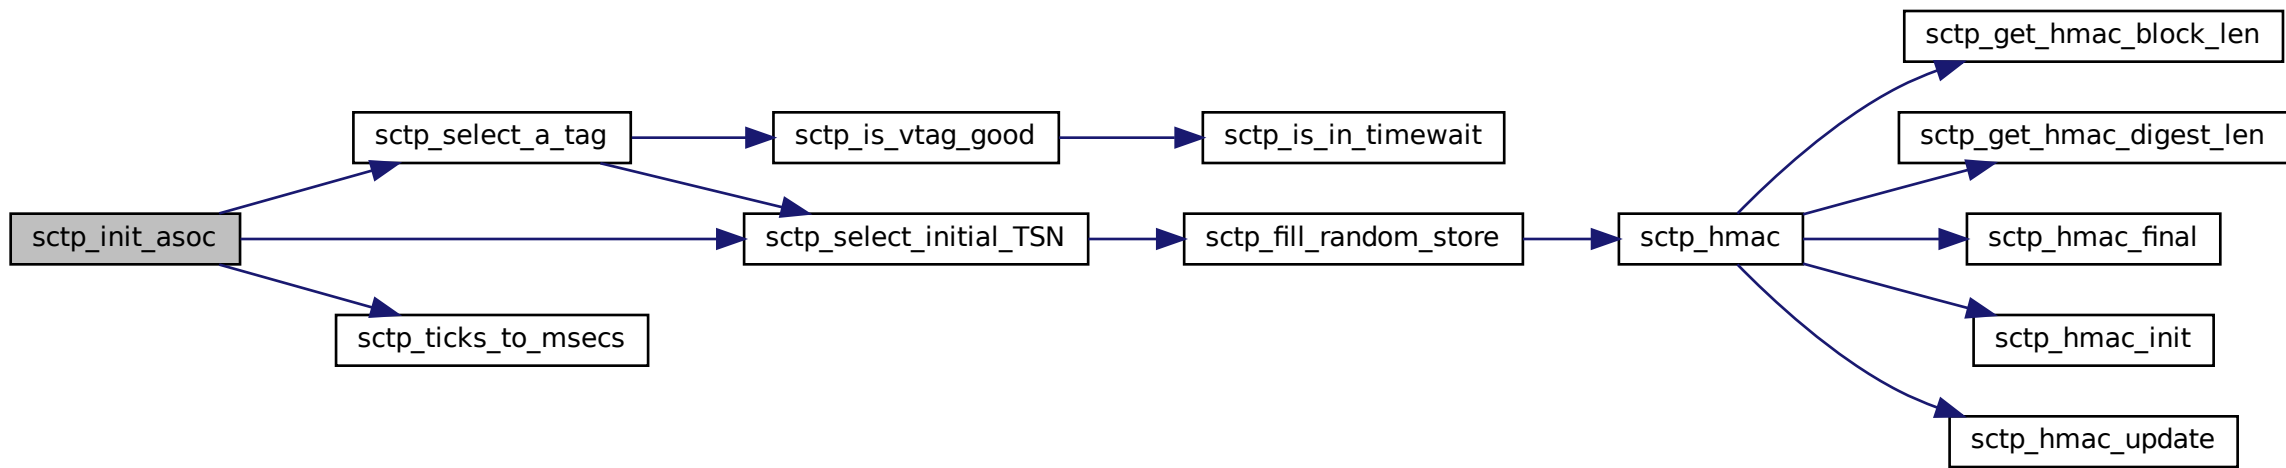 sctp_get_hmac_block_len
sctp_select_a_tag
sctp_is_vtag_good
sctp_is_in_timewait
sctp_get_hmac_digest_len
sctp_init_asoc
sctp_select_initial_TSN
sctp_fill_random_store
sctp_hmac
sctp_hmac_final
sctp_ticks_to_msecs
sctp_hmac_init
sctp_hmac_update